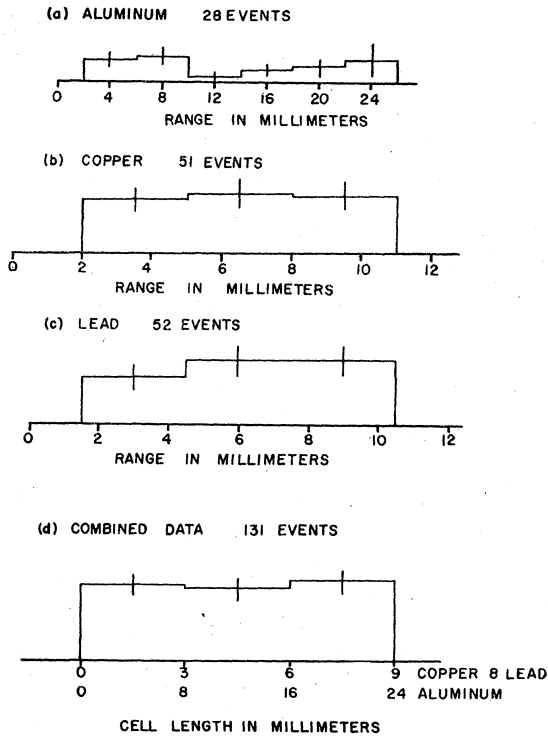 (a) ALUMINUM 28 EVENTS
0 4 8 12 16 20 24
RANGE IN MILLIMETERS
(b) COPPER 51 EVENTS
0 2 4 6 8 10 12
RANGE IN MILLIMETERS
(c) LEAD 52 EVENTS
0 2 4 6 8 10 12
RANGE IN MILLIMETERS
(d) COMBINED DATA 131 EVENTS
0 3 6 9 COPPER 8 LEAD
0 8 16 24 ALUMINUM
CELL LENGTH IN MILLIMETERS